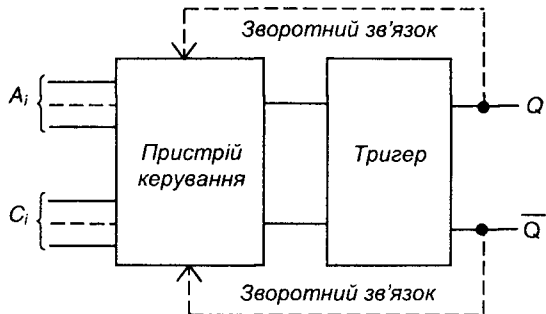 Зворотний зв'язок
A_i
Q
Пристрій
керування
Тригер
C_i
Q̅
Зворотний зв'язок